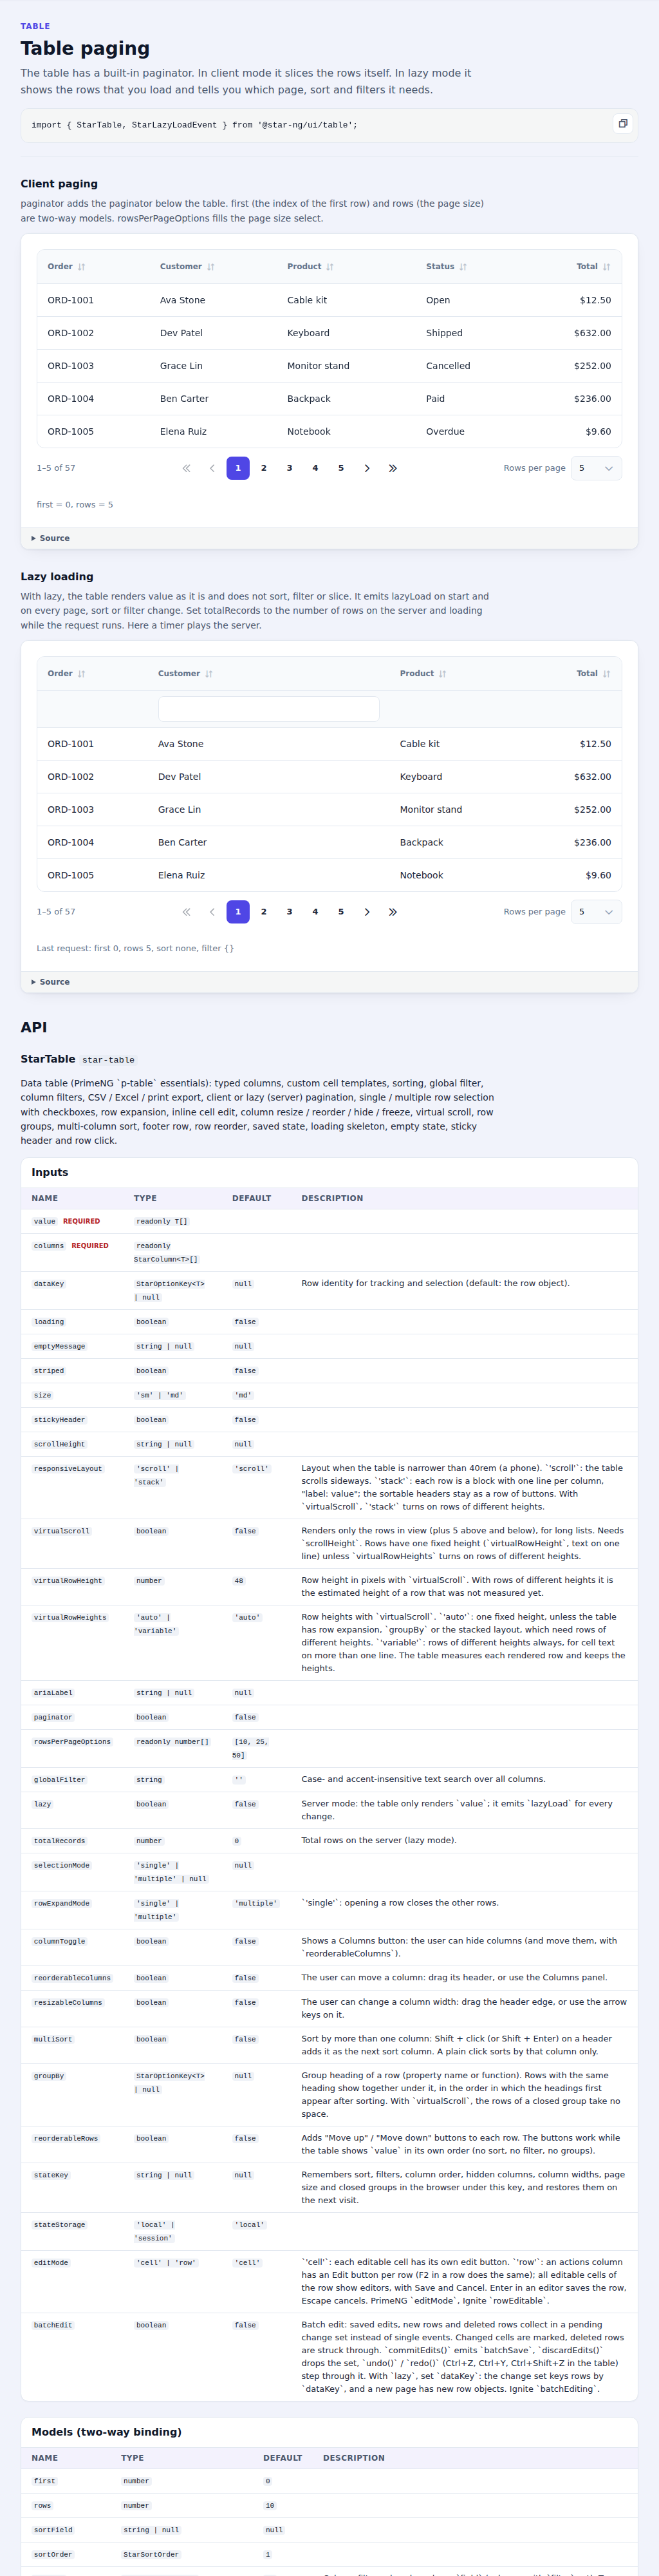 TABLE
Table paging
The table has a built-in paginator. In client mode it slices the rows itself. In lazy mode it
shows the rows that you load and tells you which page, sort and filters it needs.
import { StarTable, StarLazyLoadEvent } from '@star-ng/ui/table';
Client paging
paginator adds the paginator below the table. first (the index of the first row) and rows (the page size)
are two-way models. rowsPerPageOptions fills the page size select.
Order Customer Product Status Total
ORD-1001 Ava Stone Cable kit Open $12.50
ORD-1002 Dev Patel Keyboard Shipped $632.00
ORD-1003 Grace Lin Monitor stand Cancelled $252.00
ORD-1004 Ben Carter Backpack Paid $236.00
ORD-1005 Elena Ruiz Notebook Overdue $9.60
1–5 of 57 1 2 3 4 5 Rows per page 5
first = 0, rows = 5
Source
Lazy loading
With lazy, the table renders value as it is and does not sort, filter or slice. It emits lazyLoad on start and
on every page, sort or filter change. Set totalRecords to the number of rows on the server and loading
while the request runs. Here a timer plays the server.
Order Customer Product Total
ORD-1001 Ava Stone Cable kit $12.50
ORD-1002 Dev Patel Keyboard $632.00
ORD-1003 Grace Lin Monitor stand $252.00
ORD-1004 Ben Carter Backpack $236.00
ORD-1005 Elena Ruiz Notebook $9.60
1–5 of 57 1 2 3 4 5 Rows per page 5
Last request: first 0, rows 5, sort none, filter {}
Source
API
StarTable star-table
Data table (PrimeNG `p-table` essentials): typed columns, custom cell templates, sorting, global filter,
column filters, CSV / Excel / print export, client or lazy (server) pagination, single / multiple row selection
with checkboxes, row expansion, inline cell edit, column resize / reorder / hide / freeze, virtual scroll, row
groups, multi-column sort, footer row, row reorder, saved state, loading skeleton, empty state, sticky
header and row click.
Inputs
NAME TYPE DEFAULT DESCRIPTION
value REQUIRED readonly T[]
columns REQUIRED readonly
StarColumn<T>[]
dataKey StarOptionKey<T> null Row identity for tracking and selection (default: the row object).
| null
loading boolean false
emptyMessage string | null null
striped boolean false
size 'sm' | 'md' 'md'
stickyHeader boolean false
scrollHeight string | null null
responsiveLayout 'scroll' | 'scroll' Layout when the table is narrower than 40rem (a phone). `'scroll'`: the table
'stack' scrolls sideways. `'stack'`: each row is a block with one line per column,
"label: value"; the sortable headers stay as a row of buttons. With
`virtualScroll`, `'stack'` turns on rows of different heights.
virtualScroll boolean false Renders only the rows in view (plus 5 above and below), for long lists. Needs
`scrollHeight`. Rows have one fixed height (`virtualRowHeight`, text on one
line) unless `virtualRowHeights` turns on rows of different heights.
virtualRowHeight number 48 Row height in pixels with `virtualScroll`. With rows of different heights it is
the estimated height of a row that was not measured yet.
virtualRowHeights 'auto' | 'auto' Row heights with `virtualScroll`. `'auto'`: one fixed height, unless the table
'variable' has row expansion, `groupBy` or the stacked layout, which need rows of
different heights. `'variable'`: rows of different heights always, for cell text
on more than one line. The table measures each rendered row and keeps the
heights.
ariaLabel string | null null
paginator boolean false
rowsPerPageOptions readonly number[] [10, 25,
50]
globalFilter string '' Case- and accent-insensitive text search over all columns.
lazy boolean false Server mode: the table only renders `value`; it emits `lazyLoad` for every
change.
totalRecords number 0 Total rows on the server (lazy mode).
selectionMode 'single' | null
'multiple' | null
rowExpandMode 'single' | 'multiple' `'single'`: opening a row closes the other rows.
'multiple'
columnToggle boolean false Shows a Columns button: the user can hide columns (and move them, with
`reorderableColumns`).
reorderableColumns boolean false The user can move a column: drag its header, or use the Columns panel.
resizableColumns boolean false The user can change a column width: drag the header edge, or use the arrow
keys on it.
multiSort boolean false Sort by more than one column: Shift + click (or Shift + Enter) on a header
adds it as the next sort column. A plain click sorts by that column only.
groupBy StarOptionKey<T> null Group heading of a row (property name or function). Rows with the same
| null heading show together under it, in the order in which the headings first
appear after sorting. With `virtualScroll`, the rows of a closed group take no
space.
reorderableRows boolean false Adds "Move up" / "Move down" buttons to each row. The buttons work while
the table shows `value` in its own order (no sort, no filter, no groups).
stateKey string | null null Remembers sort, filters, column order, hidden columns, column widths, page
size and closed groups in the browser under this key, and restores them on
the next visit.
stateStorage 'local' | 'local'
'session'
editMode 'cell' | 'row' 'cell' `'cell'`: each editable cell has its own edit button. `'row'`: an actions column
has an Edit button per row (F2 in a row does the same); all editable cells of
the row show editors, with Save and Cancel. Enter in an editor saves the row,
Escape cancels. PrimeNG `editMode`, Ignite `rowEditable`.
batchEdit boolean false Batch edit: saved edits, new rows and deleted rows collect in a pending
change set instead of single events. Changed cells are marked, deleted rows
are struck through. `commitEdits()` emits `batchSave`, `discardEdits()`
drops the set, `undo()` / `redo()` (Ctrl+Z, Ctrl+Y, Ctrl+Shift+Z in the table)
step through it. With `lazy`, set `dataKey`: the change set keys rows by
`dataKey`, and a new page has new row objects. Ignite `batchEditing`.
Models (two-way binding)
NAME TYPE DEFAULT DESCRIPTION
first number 0
rows number 10
sortField string | null null
sortOrder StarSortOrder 1